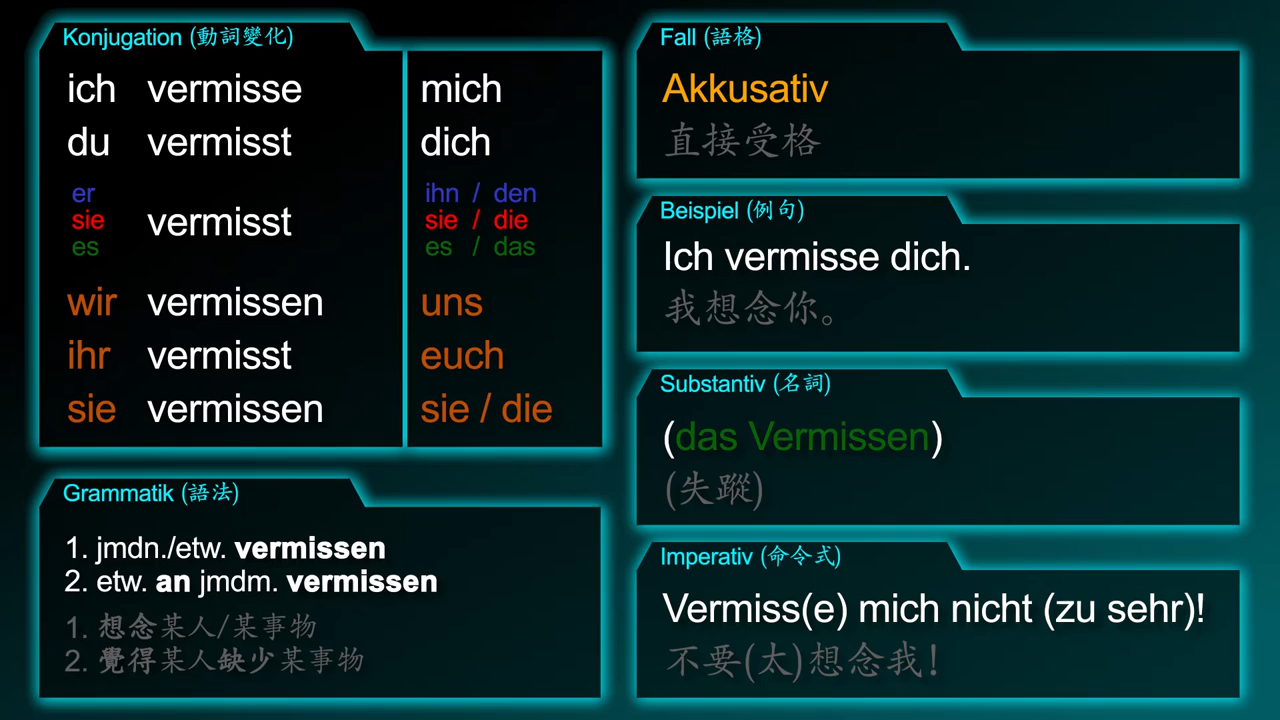 Konjugation (動詞變化)
ich vermisse mich
du vermisst dich
er ihn / den
sie vermisst sie / die
es es / das
wir vermissen uns
ihr vermisst euch
sie vermissen sie / die
Grammatik (語法)
1. jmdn./etw. vermissen
2. etw. an jmdm. vermissen
1. 想念某人/某事物
2. 覺得某人缺少某事物
Fall (語格)
Akkusativ
直接受格
Beispiel (例句)
Ich vermisse dich.
我想念你。
Substantiv (名詞)
(das Vermissen)
(失蹤)
Imperativ (命令式)
Vermiss(e) mich nicht (zu sehr)!
不要(太)想念我!